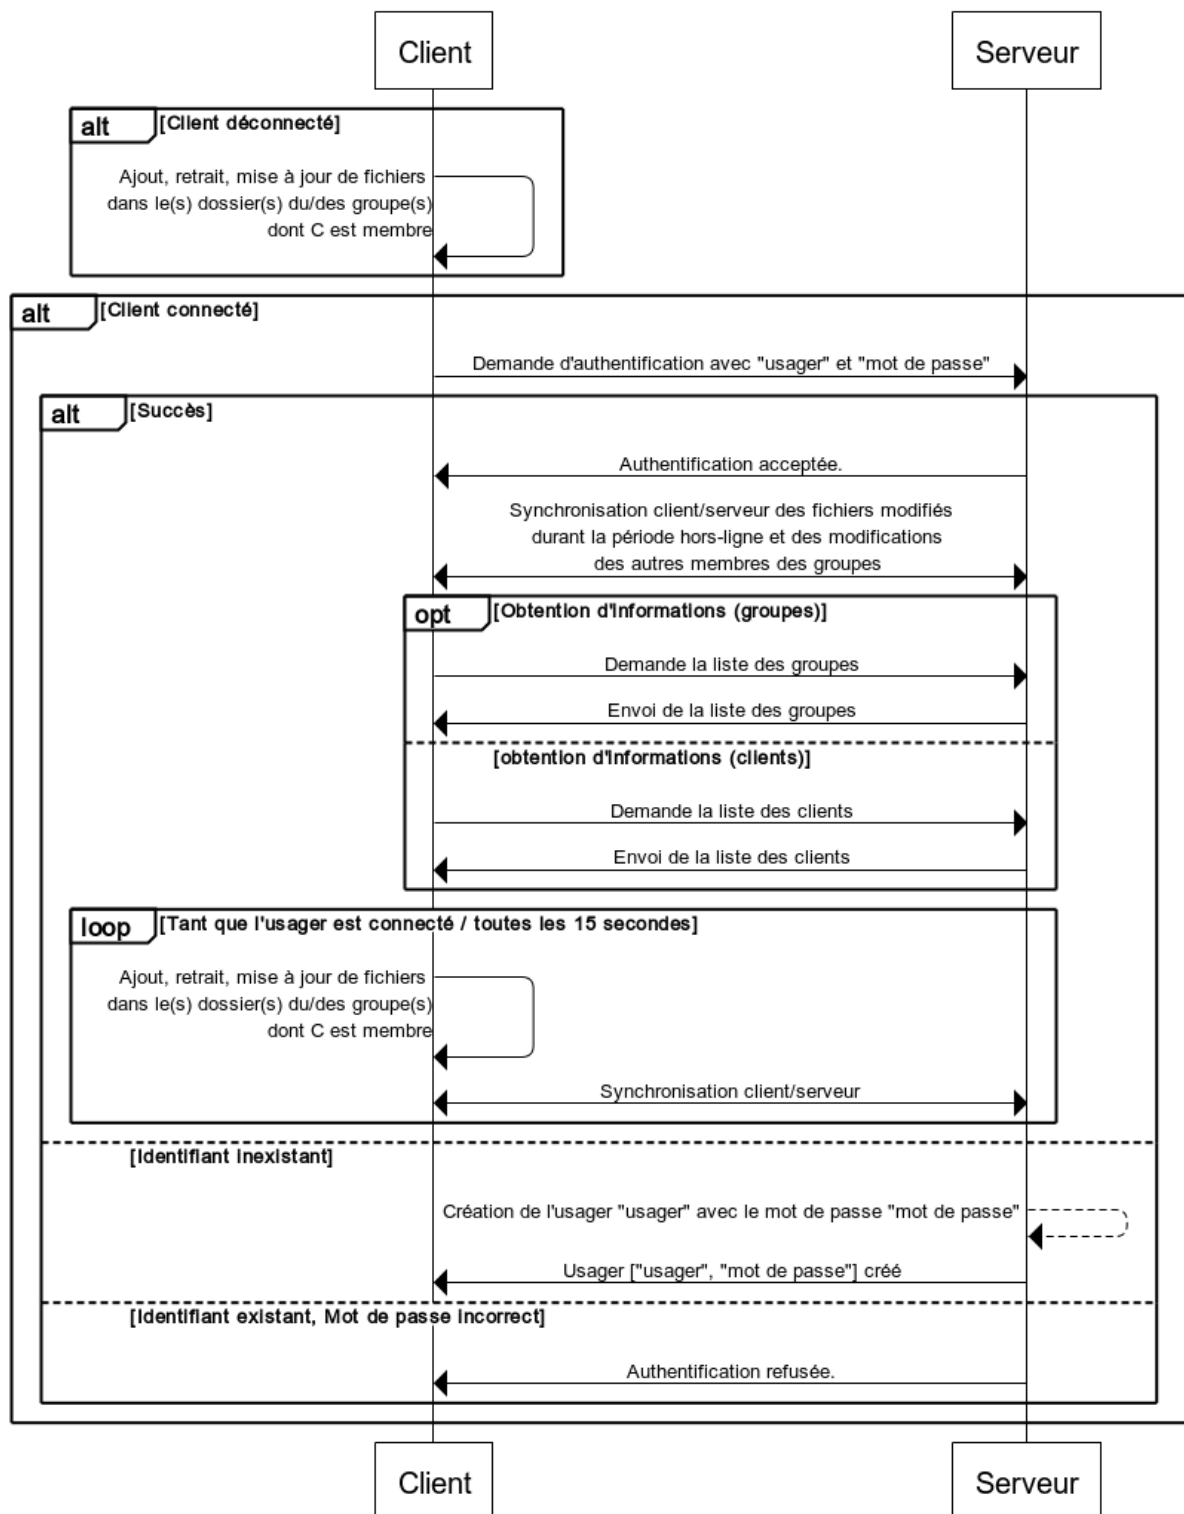 Client
Serveur
alt
[Client déconnecté]
Ajout, retrait, mise à jour de fichiers
dans le(s) dossier(s) du/des groupe(s)
dont C est membre
alt
[Client connecté]
Demande d'authentification avec "usager" et "mot de passe"
alt
[Succès]
Authentification acceptée.
Synchronisation client/serveur des fichiers modifiés
durant la période hors-ligne et des modifications
des autres membres des groupes
opt
[Obtention d'informations (groupes)]
Demande la liste des groupes
Envoi de la liste des groupes
[obtention d'informations (clients)]
Demande la liste des clients
Envoi de la liste des clients
loop
[Tant que l'usager est connecté / toutes les 15 secondes]
Ajout, retrait, mise à jour de fichiers
dans le(s) dossier(s) du/des groupe(s)
dont C est membre
Synchronisation client/serveur
[Identifiant inexistant]
Création de l'usager "usager" avec le mot de passe "mot de passe"
Usager ["usager", "mot de passe"] créé
[Identifiant existant, Mot de passe incorrect]
Authentification refusée.
Client
Serveur